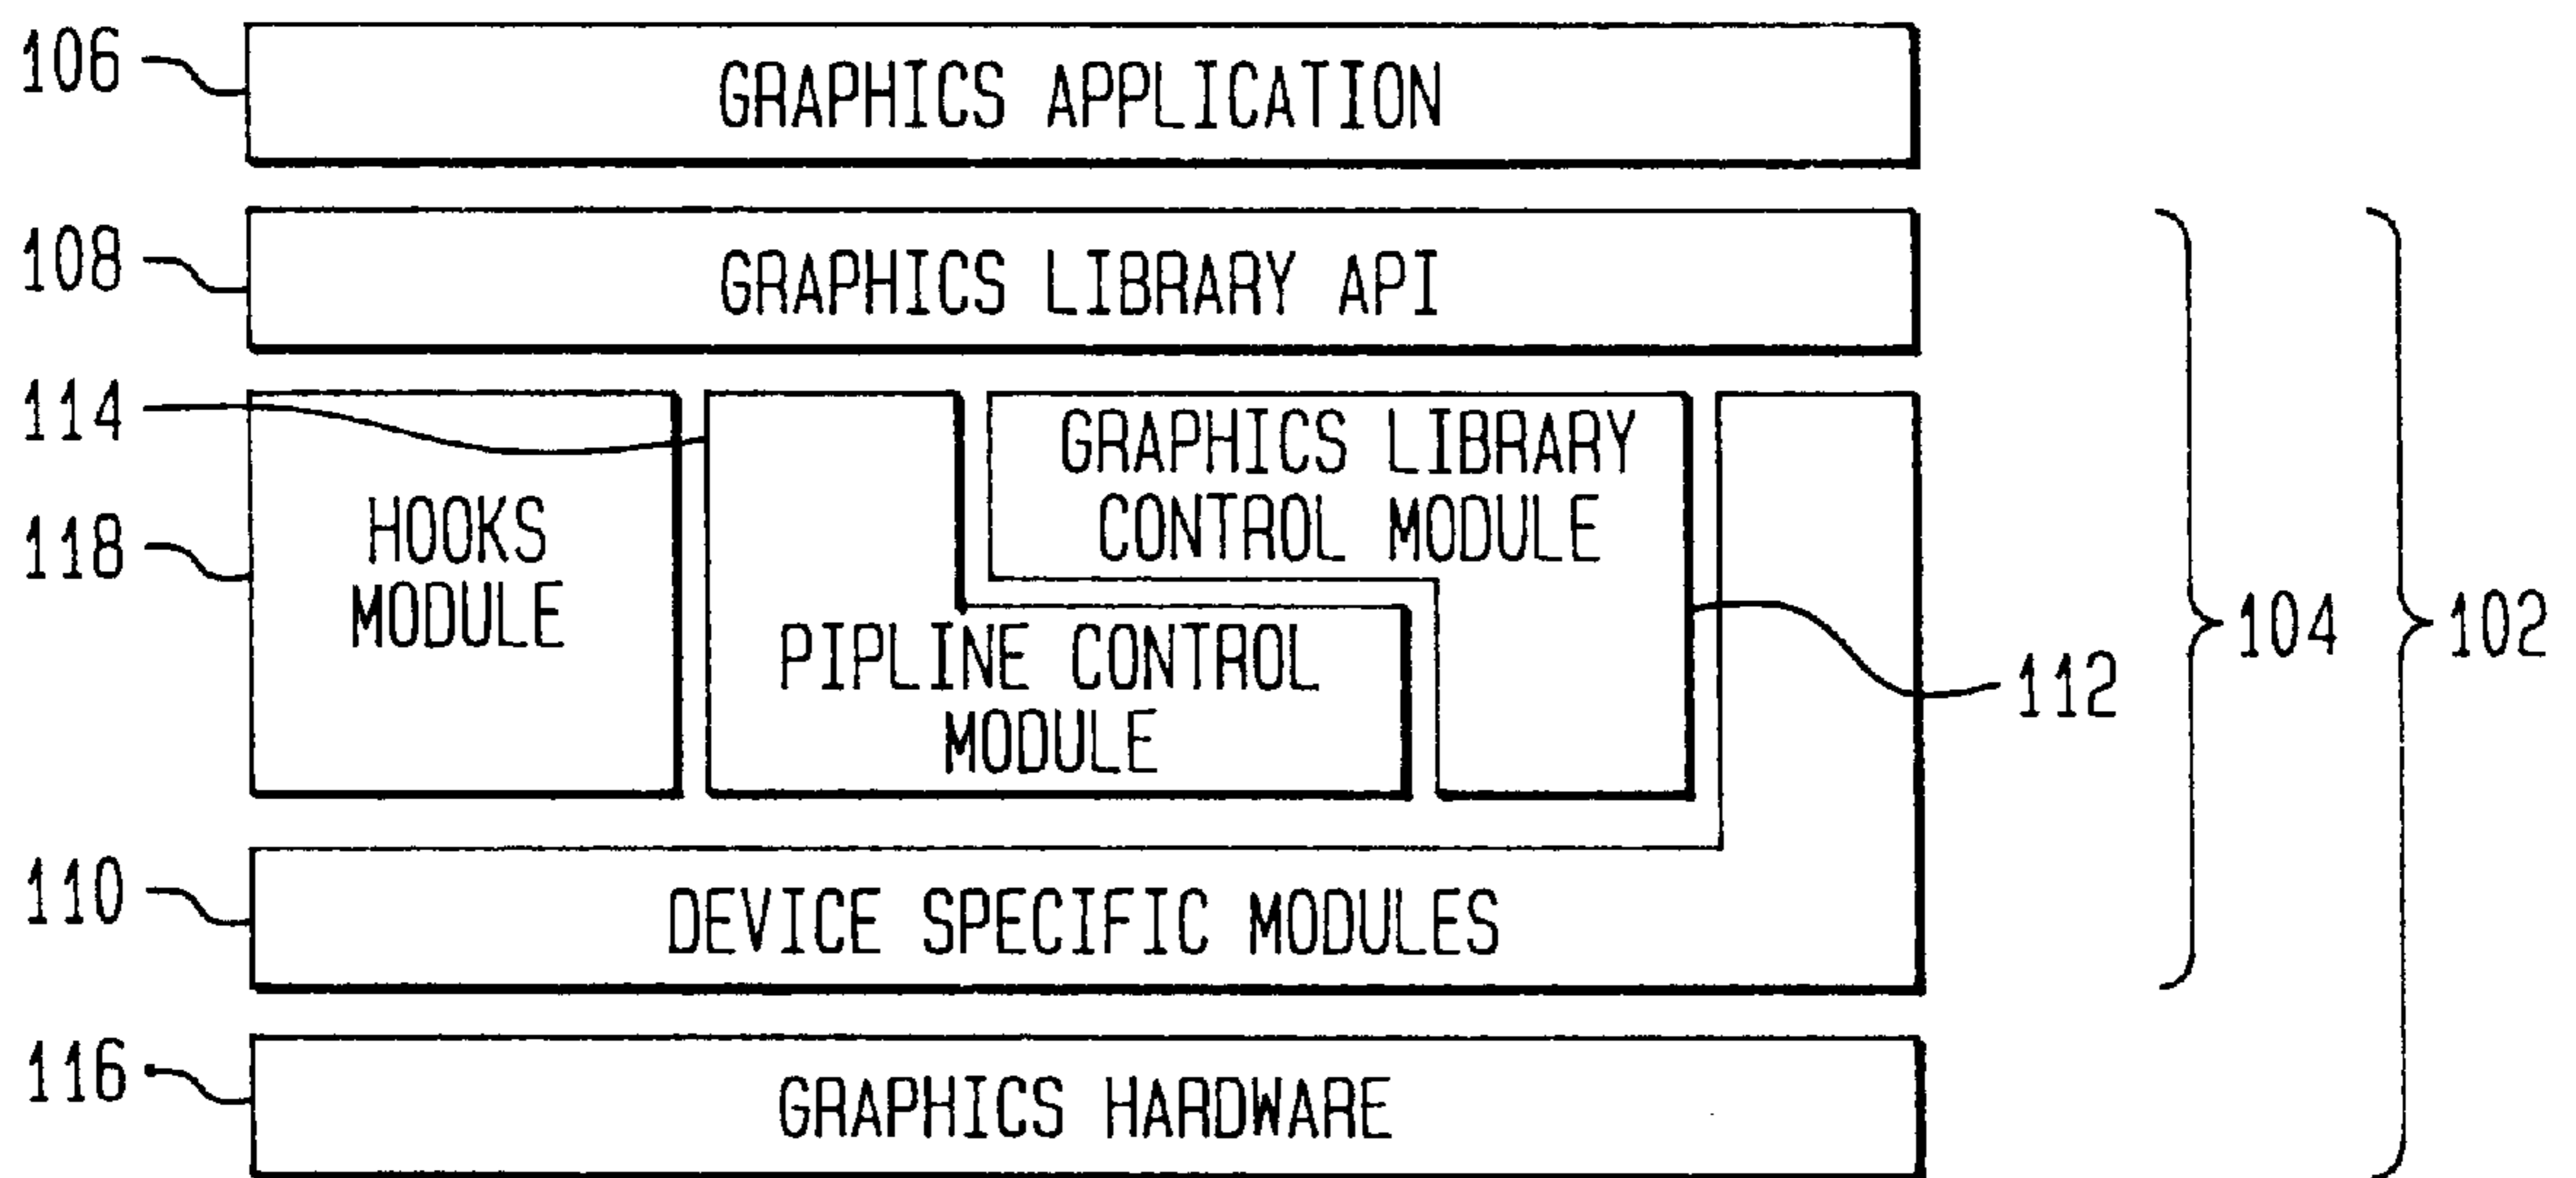 106
GRAPHICS APPLICATION
108
GRAPHICS LIBRARY API
114
GRAPHICS LIBRARY
CONTROL MODULE
118
HOOKS
MODULE
PIPLINE CONTROL
MODULE
112
104
102
110
DEVICE SPECIFIC MODULES
116
GRAPHICS HARDWARE